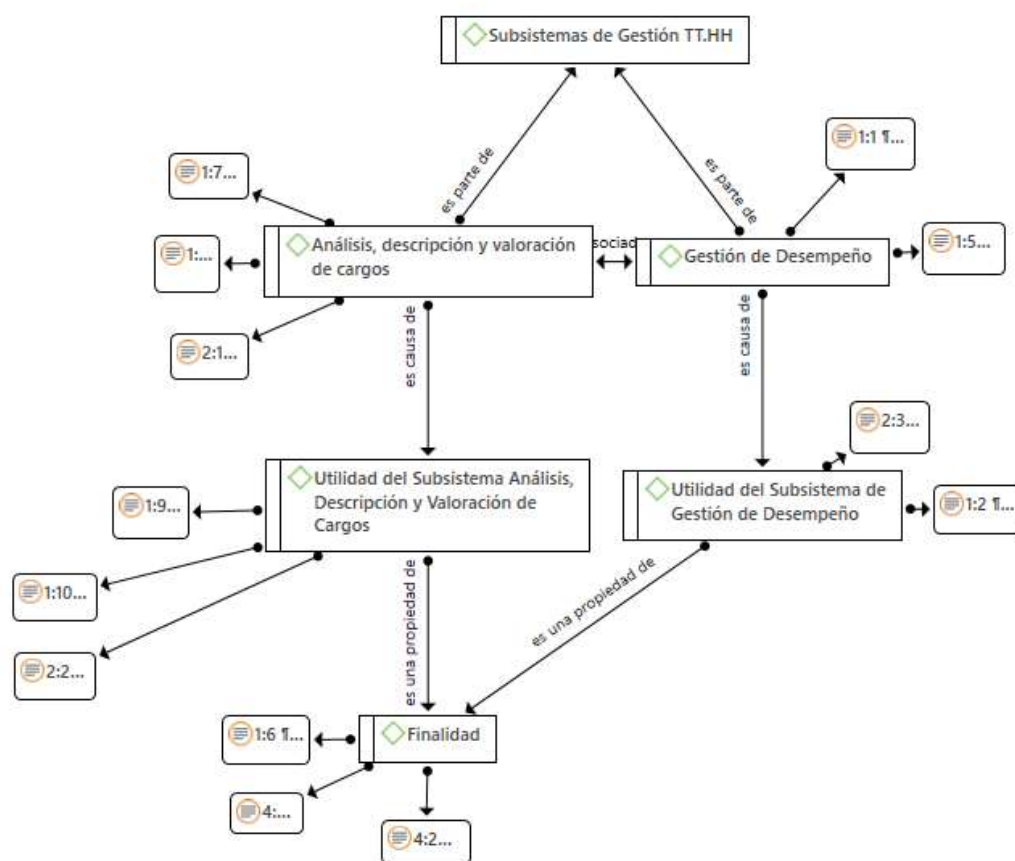 Subsistemas de Gestión TT.HH
es parte de
es parte de
1:1 ¶...
1:7...
Análisis, descripción y valoración
de cargos
sociad
Gestión de Desempeño
1:...
1:5...
2:1...
es causa de
es causa de
2:3...
Utilidad del Subsistema Análisis,
Descripción y Valoración de
Cargos
Utilidad del Subsistema de
Gestión de Desempeño
1:9...
1:2 ¶...
1:10...
2:2...
es una propiedad de
es una propiedad de
1:6 ¶...
Finalidad
4:...
4:2...